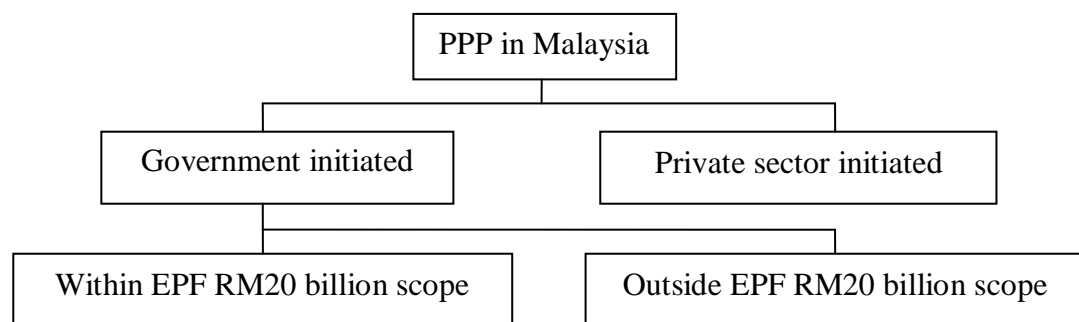 PPP in Malaysia
Government initiated
Private sector initiated
Within EPF RM20 billion scope
Outside EPF RM20 billion scope